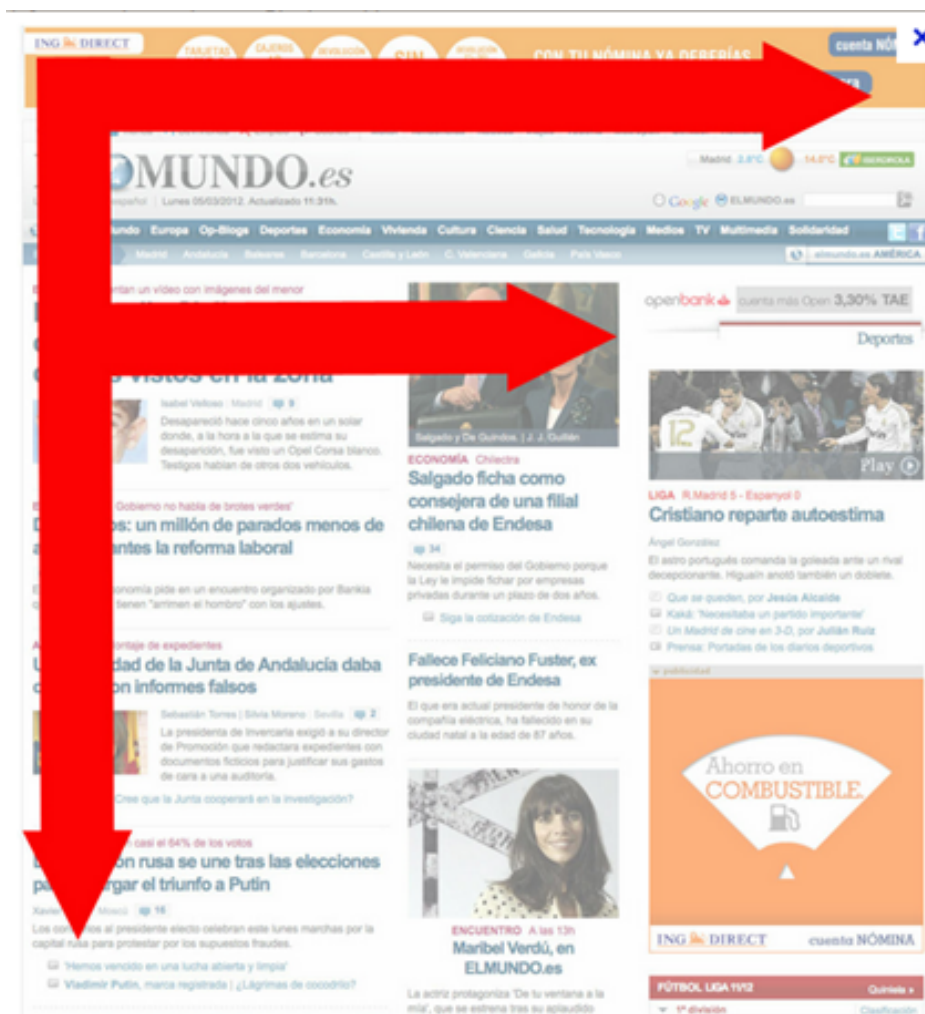 ING DIRECT
TARJETAS
CAJEROS
DEVOLUCIÓN
SIN
DEVOLUCIÓN
CON TU NÓMINA YA DEBERÍAS
cuenta
MUNDO.es
español | Lunes 05/03/2012. Actualizado 11:31h.
Madrid 2.8°C 14.0°C IBERDROLA
Google ELMUNDO.es
Mundo Europa Op-Blogs Deportes Economía Vivienda Cultura Ciencia Salud Tecnología Medios TV Multimedia Solidaridad
Madrid Andalucía Baleares Barcelona Castilla y León C. Valenciana Galicia País Vasco
elmundo.es AMÉRICA
un vídeo con imágenes del menor
vistos en la zona
Isabel Velloso | Madrid 9
Desapareció hace cinco años en un solar
donde, a la hora a la que se estima su
desaparición, fue visto un Opel Corsa blanco.
Testigos hablan de otros dos vehículos.
Gobierno no habla de brotes verdes'
un millón de parados menos de
la reforma laboral
pide en un encuentro organizado por Bankia
tienen "arrimen el hombro" con los ajustes.
de expedientes
de la Junta de Andalucía daba
informes falsos
Sebastián Torres | Silvia Moreno | Sevilla 2
La presidenta de Invercaria exigió a su director
de Promoción que redactara expedientes con
documentos ficticios para justificar sus gastos
de cara a una auditoría.
Cree que la Junta cooperará en la investigación?
casi el 64% de los votos
rusa se une tras las elecciones
el triunfo a Putin
Moscú 16
al presidente electo celebran este lunes marchas por la
capital rusa para protestar por los supuestos fraudes.
'Hemos vencido en una lucha abierta y limpia'
Vladimir Putin, marca registrada | ¿Lágrimas de cocodrilo?
Salgado y De Guindos. | J. J. Guillén
ECONOMÍA Chilectra
Salgado ficha como
consejera de una filial
chilena de Endesa
34
Necesita el permiso del Gobierno porque
la Ley le impide fichar por empresas
privadas durante un plazo de dos años.
Siga la cotización de Endesa
Fallece Feliciano Fuster, ex
presidente de Endesa
El que era actual presidente de honor de la
compañía eléctrica, ha fallecido en su
ciudad natal a la edad de 87 años.
ENCUENTRO A las 13h
Maribel Verdú, en
ELMUNDO.es
La actriz protagoniza 'De tu ventana a la
mía', que se estrena tras su aplaudido
openbank cuenta más Open 3,30% TAE
Deportes
12
Play
LIGA R.Madrid 5 - Espanyol 0
Cristiano reparte autoestima
Ángel González
El astro portugués comanda la goleada ante un rival
decepcionante. Higuaín anotó también un doblete.
Que se queden, por Jesús Alcaide
Kaká: 'Necesitaba un partido importante'
Un Madrid de cine en 3-D, por Julián Ruiz
Prensa: Portadas de los diarios deportivos
publicidad
Ahorro en
COMBUSTIBLE.
ING DIRECT cuenta NÓMINA
FÚTBOL LIGA 11/12 Quiniela
1ª división Clasificación